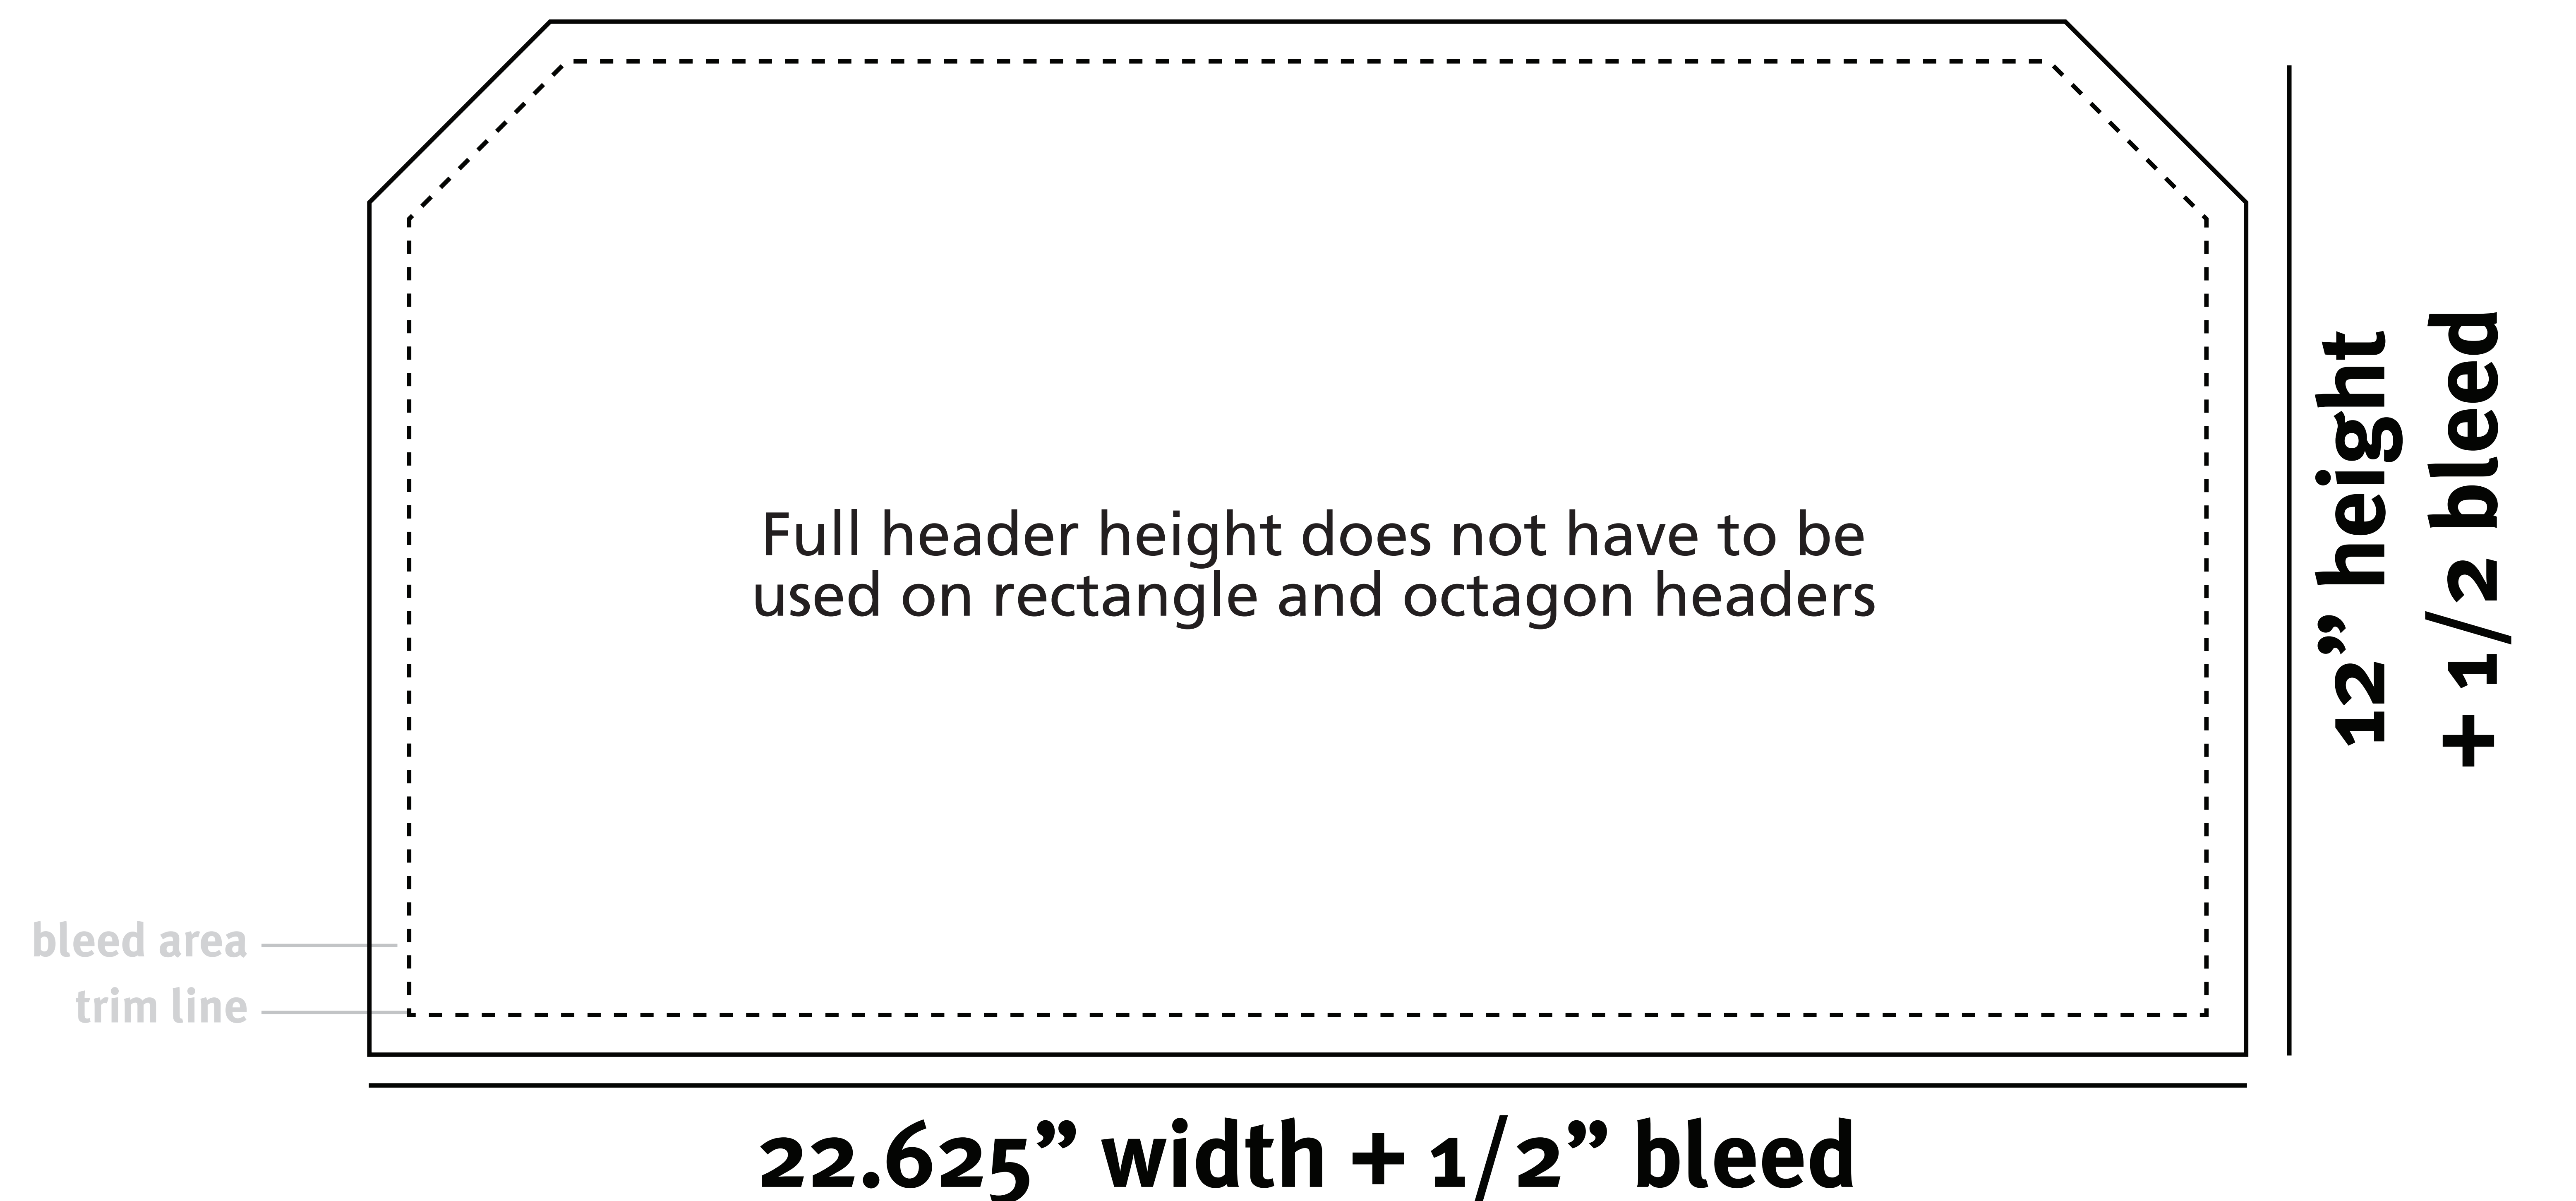 Full header height does not have to be
used on rectangle and octagon headers
12” height
+ 1/2 bleed
bleed area
trim line
22.625” width + 1/2” bleed